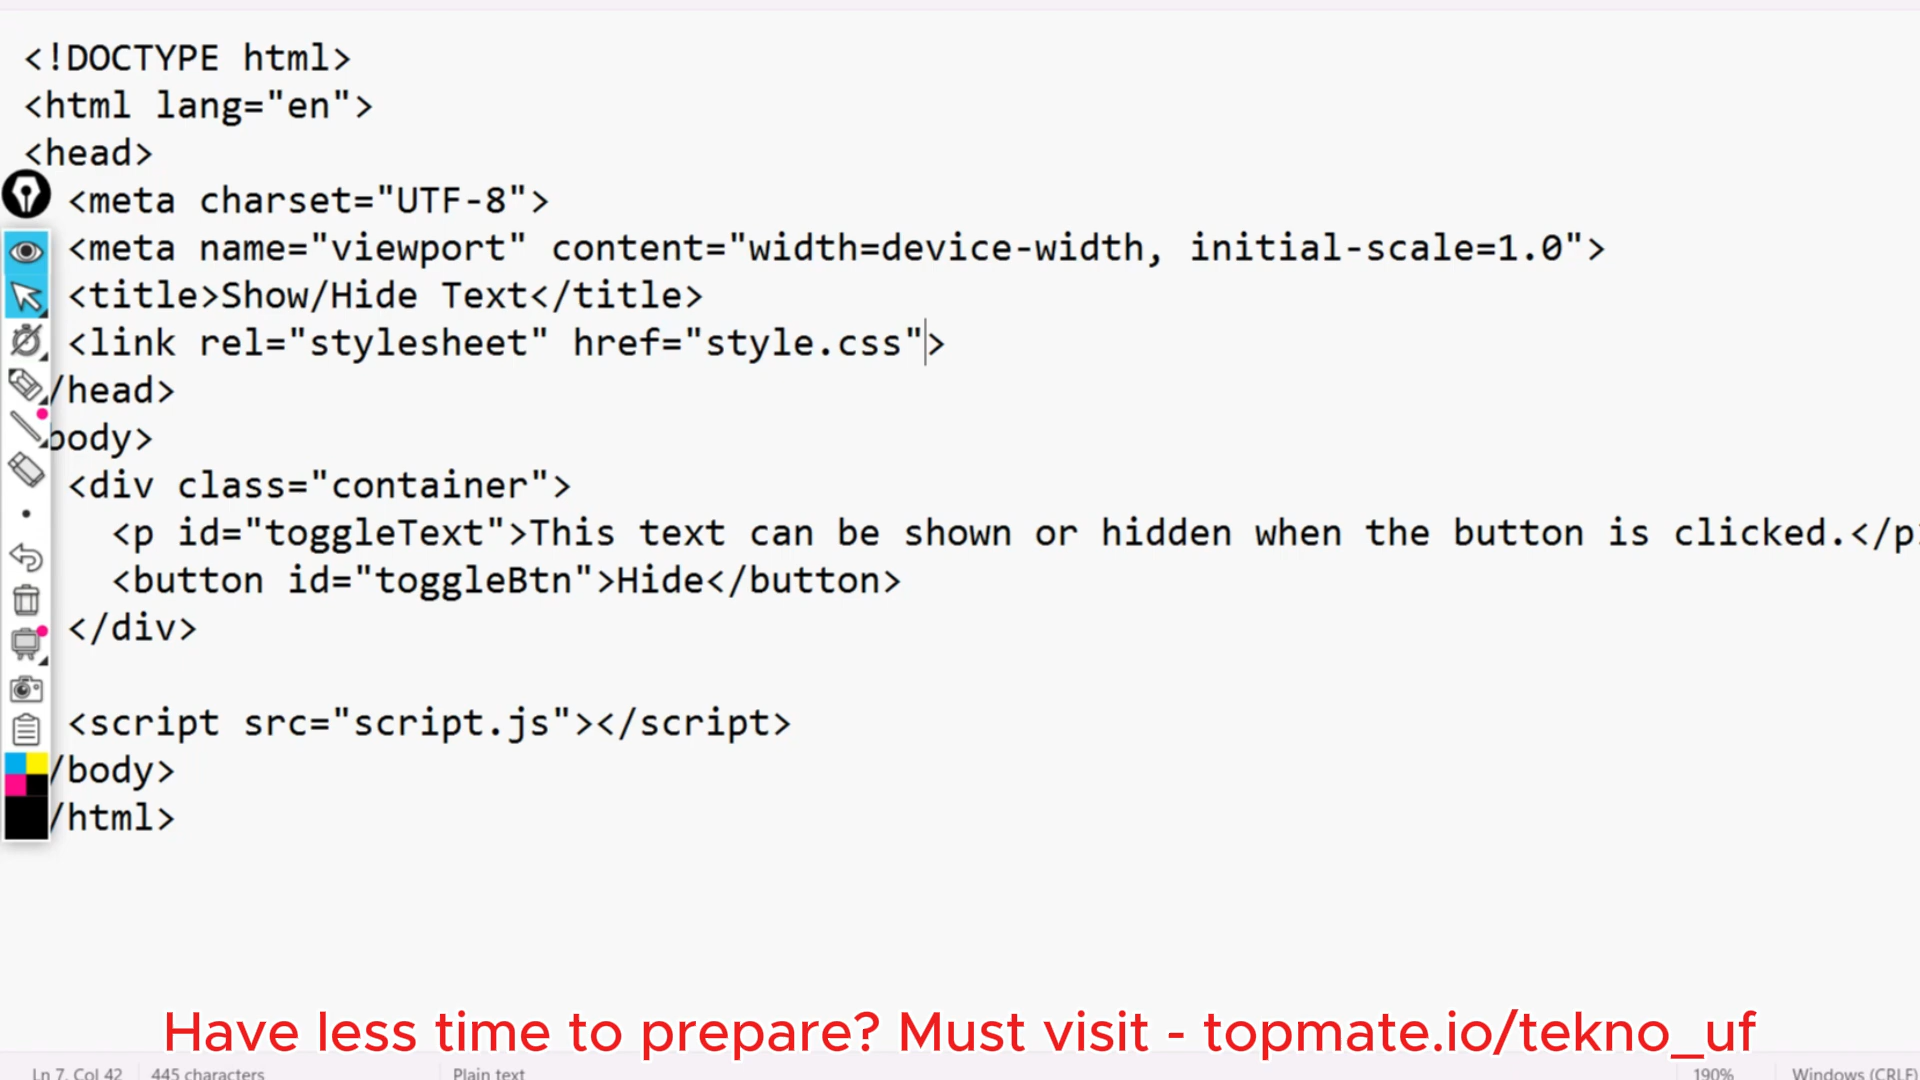 <!DOCTYPE html>
<html lang="en">
<head>
<meta charset="UTF-8">
<meta name="viewport" content="width=device-width, initial-scale=1.0">
<title>Show/Hide Text</title>
<link rel="stylesheet" href="style.css">
/head>
body>
<div class="container">
<p id="toggleText">This text can be shown or hidden when the button is clicked.</p>
<button id="toggleBtn">Hide</button>
</div>
<script src="script.js"></script>
/body>
/html>
Have less time to prepare? Must visit - topmate.io/tekno_uf
Ln 7, Col 42 445 characters Plain text 190% Windows (CRLF)